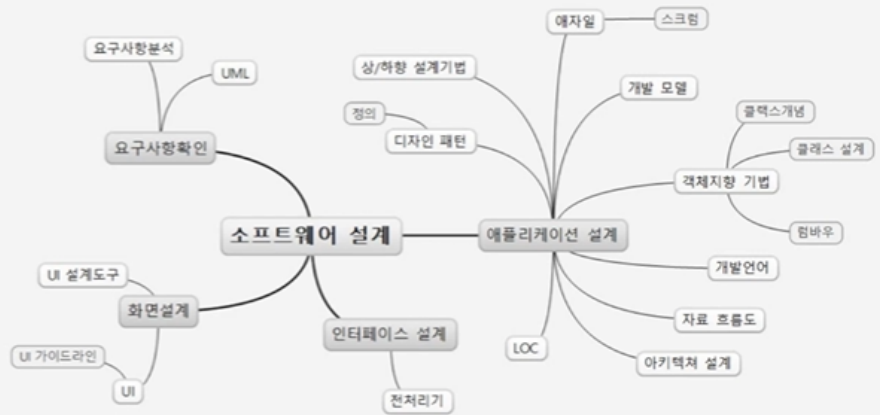 애자일
스크럼
요구사항분석
UML
상/하향 설계기법
개발 모델
정의
디자인 패턴
클랙스개념
클래스 설계
요구사항확인
객체지향 기법
소프트웨어 설계
애플리케이션 설계
럼바우
UI 설계도구
개발언어
화면설계
인터페이스 설계
자료 흐름도
UI 가이드라인
LOC
아키텍쳐 설계
UI
전처리기